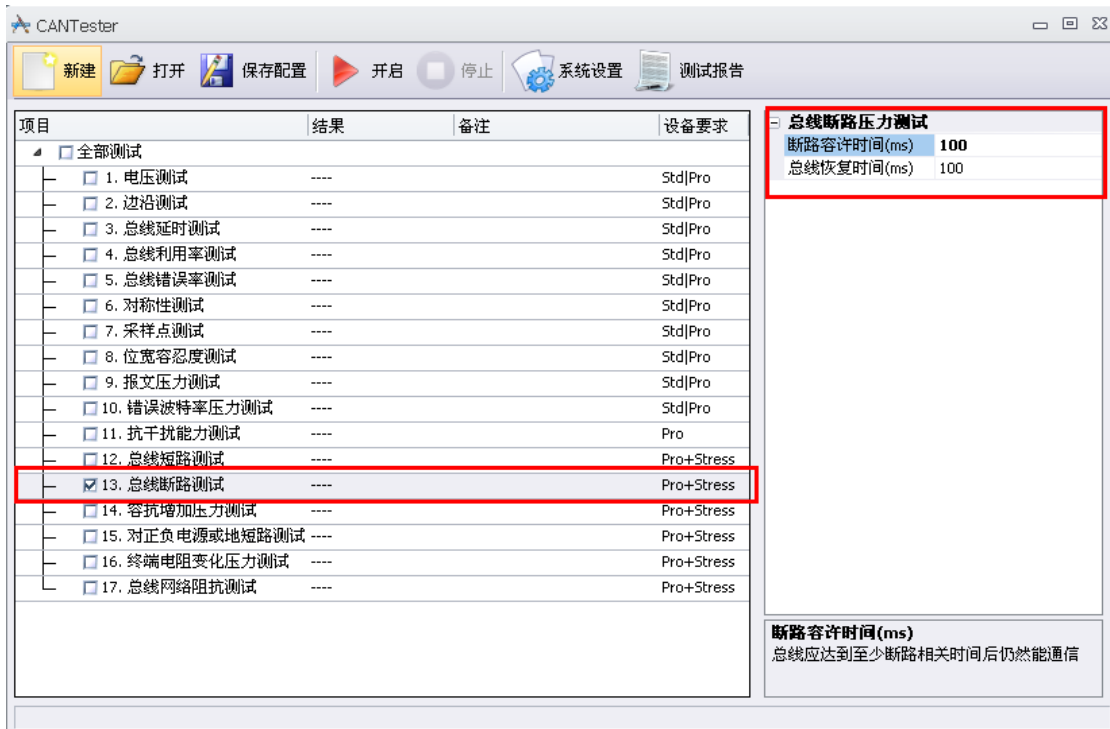 CANTester
新建 打开 保存配置 开启 停止 系统设置 测试报告
项目 结果 备注 设备要求
全部测试
1. 电压测试 ---- Std|Pro
2. 边沿测试 ---- Std|Pro
3. 总线延时测试 ---- Std|Pro
4. 总线利用率测试 ---- Std|Pro
5. 总线错误率测试 ---- Std|Pro
6. 对称性测试 ---- Std|Pro
7. 采样点测试 ---- Std|Pro
8. 位宽容忍度测试 ---- Std|Pro
9. 报文压力测试 ---- Std|Pro
10. 错误波特率压力测试 ---- Std|Pro
11. 抗干扰能力测试 ---- Pro
12. 总线短路测试 ---- Pro+Stress
13. 总线断路测试 ---- Pro+Stress
14. 容抗增加压力测试 ---- Pro+Stress
15. 对正负电源或地短路测试 ---- Pro+Stress
16. 终端电阻变化压力测试 ---- Pro+Stress
17. 总线网络阻抗测试 ---- Pro+Stress
总线断路压力测试
断路容许时间(ms) 100
总线恢复时间(ms) 100
断路容许时间(ms)
总线应达到至少断路相关时间后仍然能通信